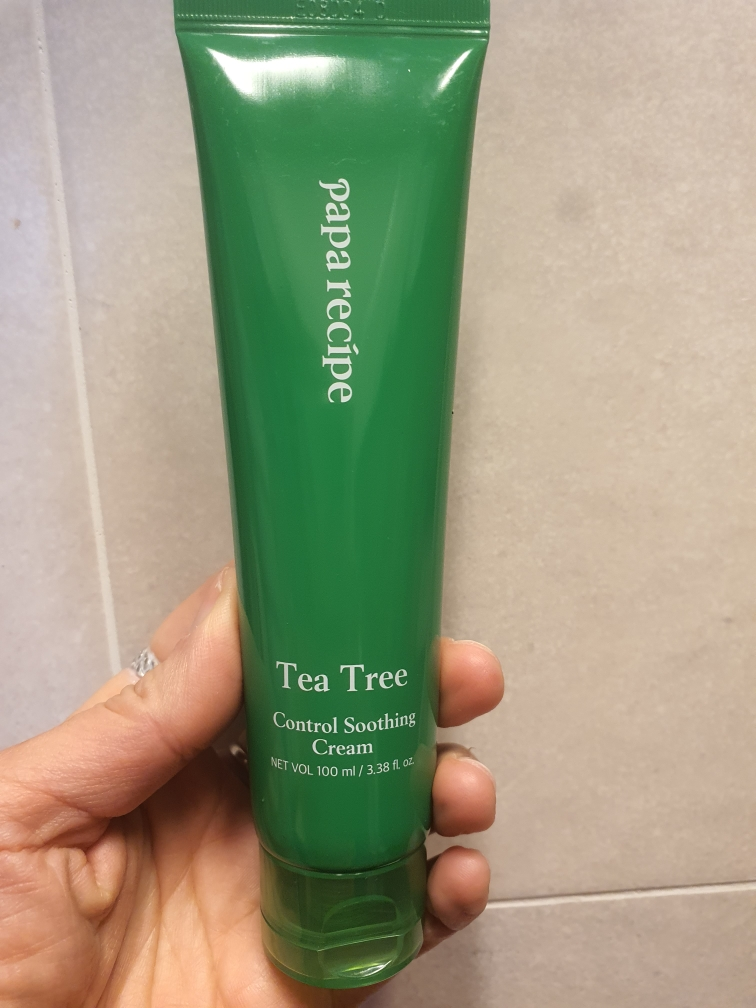 papa recipe
Tea Tree
Control Soothing
Cream
NET VOL 100 ml / 3.38 fl. oz.